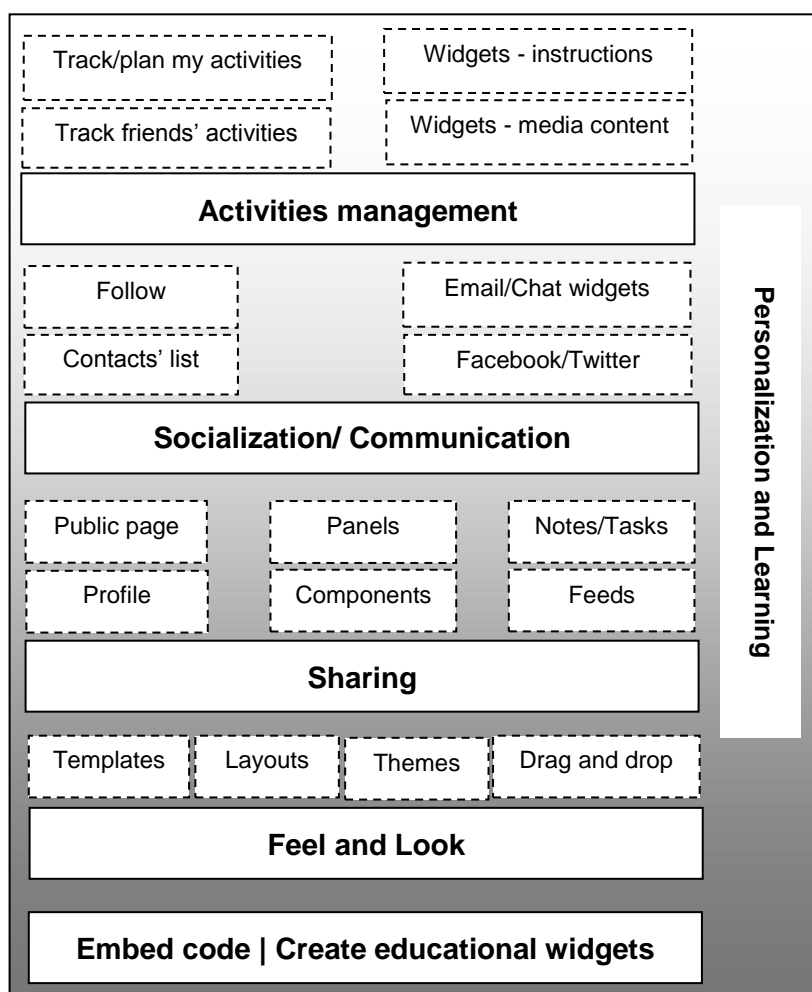 Track/plan my activities
Widgets - instructions
Track friends’ activities
Widgets - media content
Activities management
Follow
Email/Chat widgets
Contacts’ list
Facebook/Twitter
Socialization/ Communication
Public page
Panels
Notes/Tasks
Profile
Components
Feeds
Sharing
Templates
Layouts
Themes
Drag and drop
Feel and Look
Embed code | Create educational widgets
Personalization and Learning